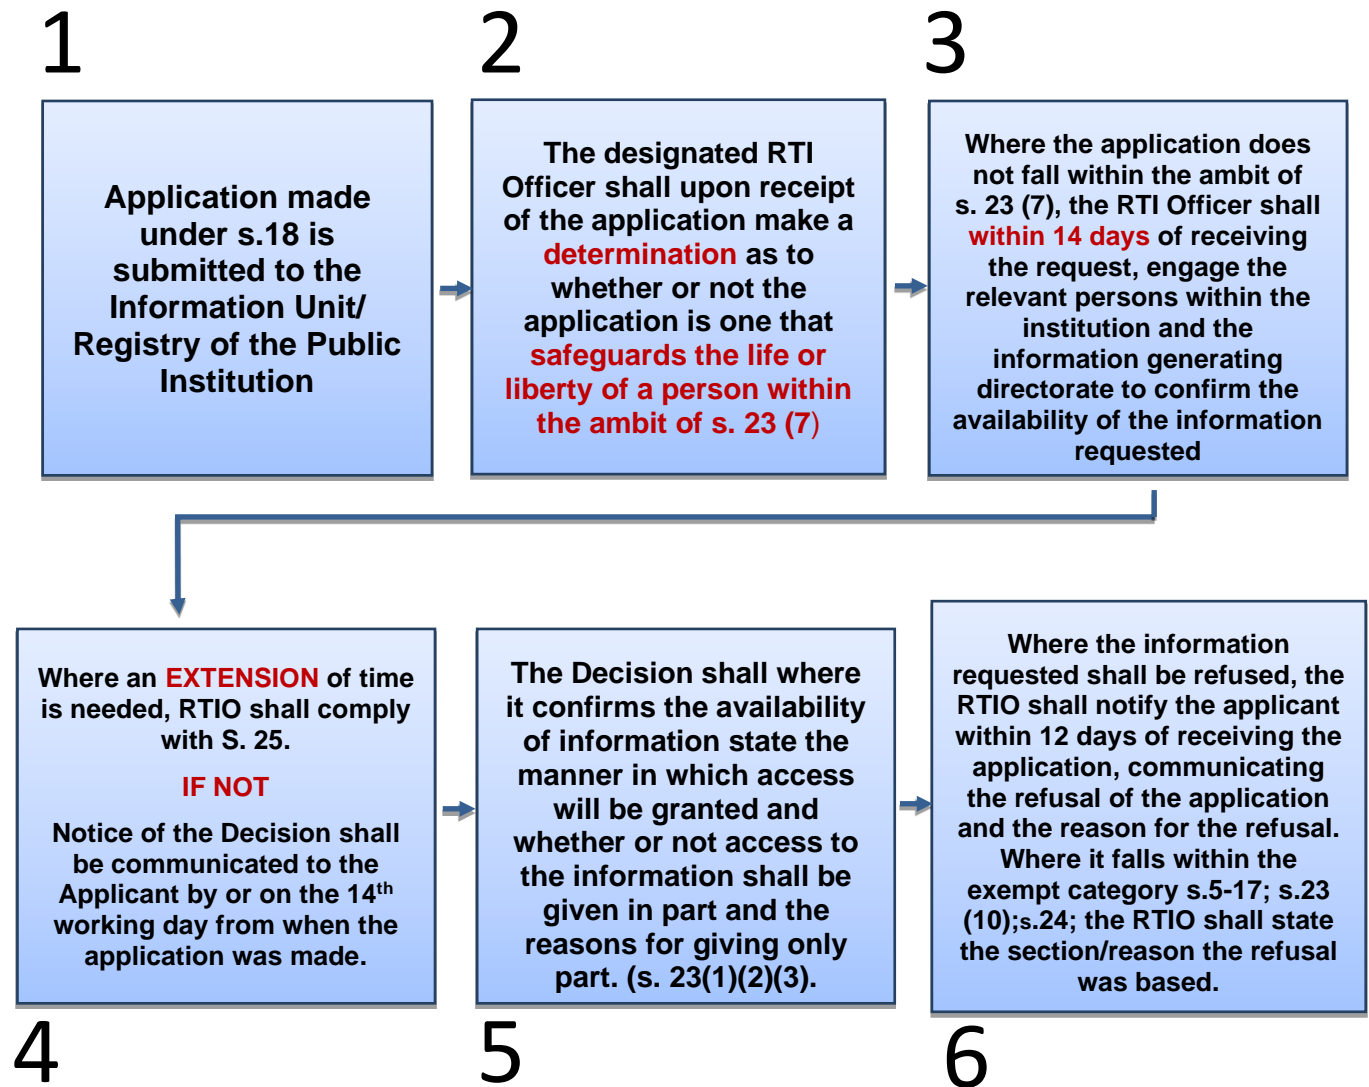 1
Application made
under s.18 is
submitted to the
Information Unit/
Registry of the Public
Institution
2
The designated RTI
Officer shall upon receipt
of the application make a
determination as to
whether or not the
application is one that
safeguards the life or
liberty of a person within
the ambit of s. 23 (7)
3
Where the application does
not fall within the ambit of
s. 23 (7), the RTI Officer shall
within 14 days of receiving
the request, engage the
relevant persons within the
institution and the
information generating
directorate to confirm the
availability of the information
requested
Where an EXTENSION of time
is needed, RTIO shall comply
with S. 25.
IF NOT
Notice of the Decision shall
be communicated to the
Applicant by or on the 14th
working day from when the
application was made.
4
The Decision shall where
it confirms the availability
of information state the
manner in which access
will be granted and
whether or not access to
the information shall be
given in part and the
reasons for giving only
part. (s. 23(1)(2)(3).
5
Where the information
requested shall be refused, the
RTIO shall notify the applicant
within 12 days of receiving the
application, communicating
the refusal of the application
and the reason for the refusal.
Where it falls within the
exempt category s.5-17; s.23
(10);s.24; the RTIO shall state
the section/reason the refusal
was based.
6